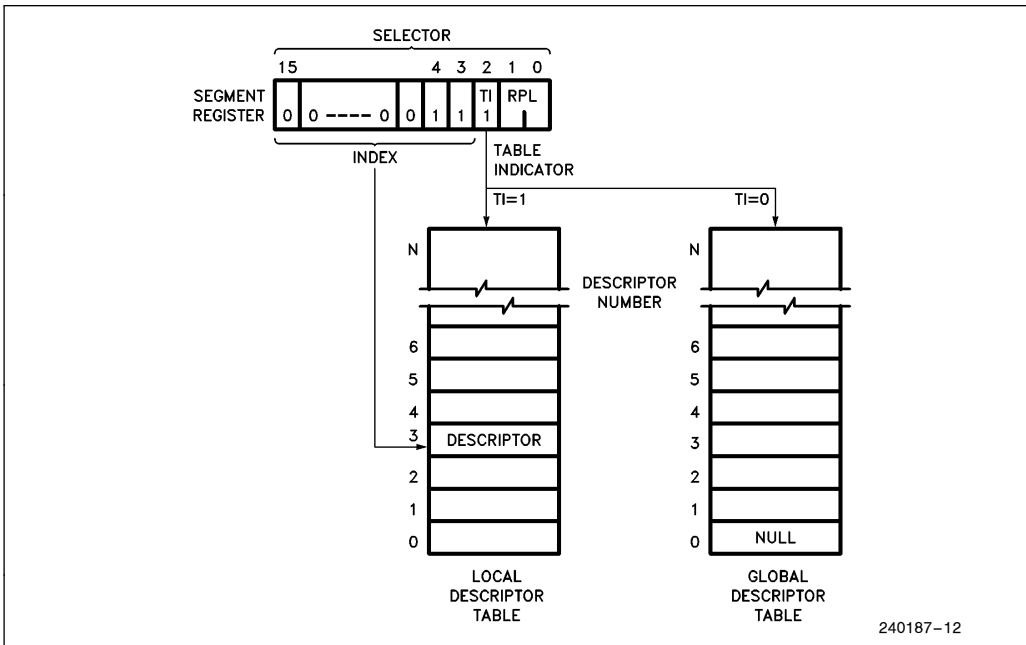 SELECTOR
15 4 3 2 1 0
SEGMENT REGISTER
TI RPL
0 0 ---- 0 0 1 1 1
INDEX
TABLE INDICATOR
TI=1 TI=0
N N
DESCRIPTOR NUMBER
6 6
5 5
4 4
3 DESCRIPTOR 3
2 2
1 1
0 0 NULL
LOCAL DESCRIPTOR TABLE
GLOBAL DESCRIPTOR TABLE
240187-12